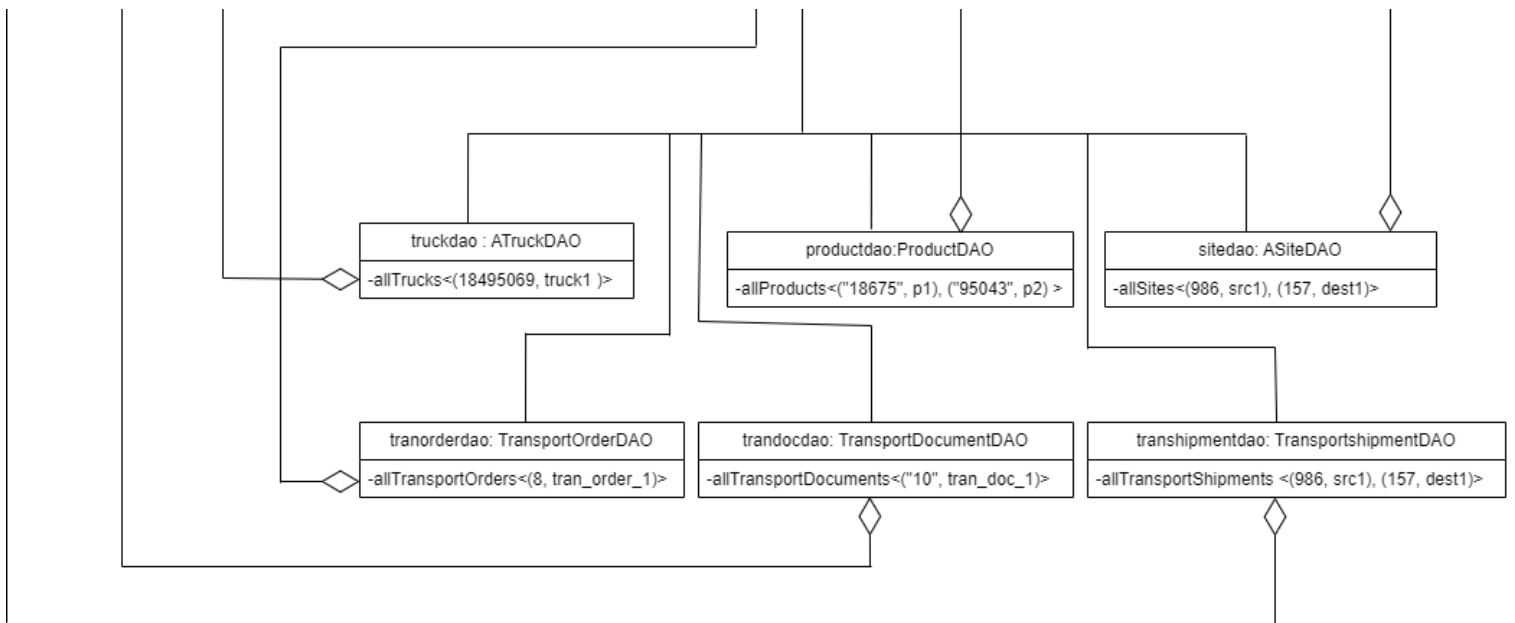 truckdao : ATruckDAO
-allTrucks<(18495069, truck1 )>
productdao:ProductDAO
-allProducts<("18675", p1), ("95043", p2) >
sitedao: ASiteDAO
-allSites<(986, src1), (157, dest1)>
tranorderdao: TransportOrderDAO
-allTransportOrders<(8, tran_order_1)>
trandocdao: TransportDocumentDAO
-allTransportDocuments<("10", tran_doc_1)>
transhipmentdao: TransportshipmentDAO
-allTransportShipments <(986, src1), (157, dest1)>